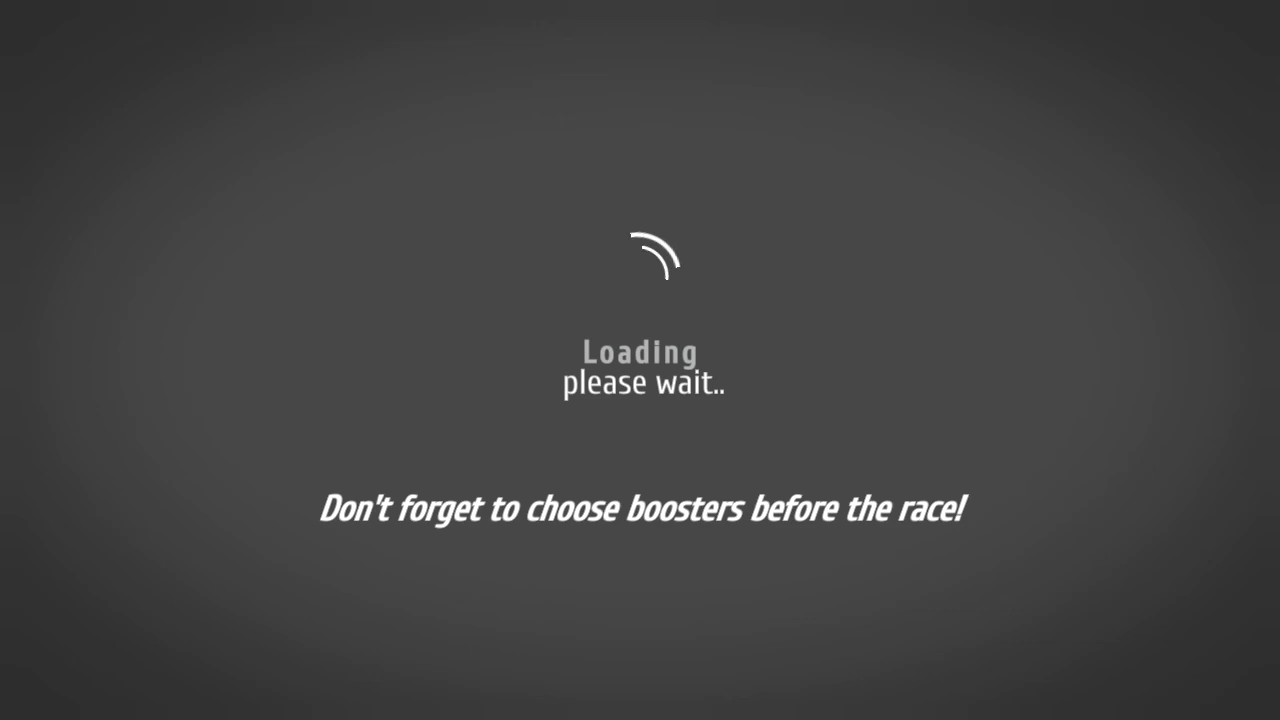 Loading
please wait..
Don't forget to choose boosters before the race!